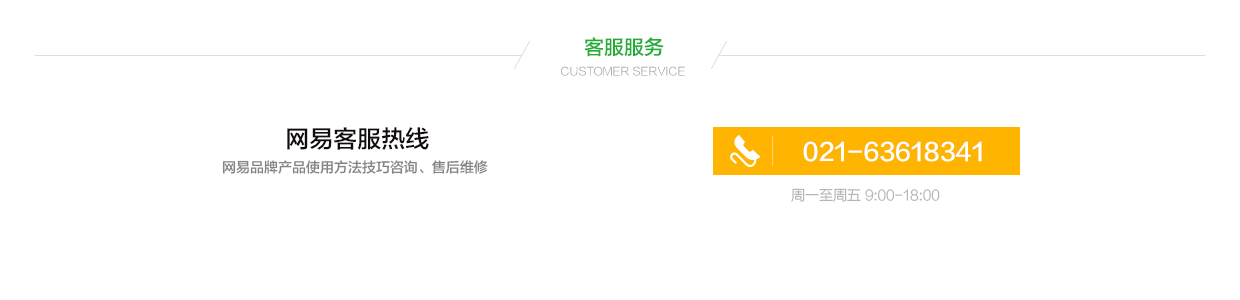 客服服务
CUSTOMER SERVICE
网易客服热线
网易品牌产品使用方法技巧咨询、售后维修
021-63618341
周一至周五 9:00-18:00